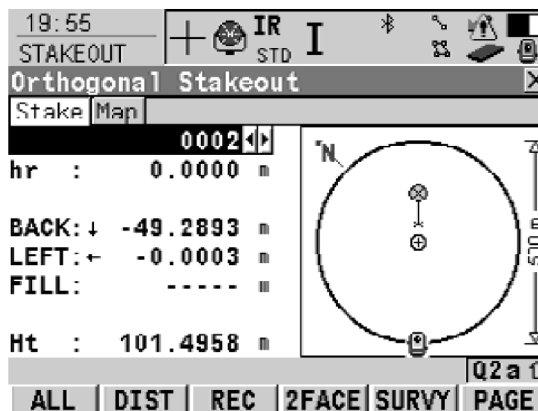 19:55
STAKEOUT
IR
STD
I
Orthogonal Stakeout
Stake Map
0002
hr : 0.0000 m
BACK:↓ -49.2893 m
LEFT:← -0.0003 m
FILL: ----- m
Ht : 101.4958 m
N
500 m
Q2a
ALL DIST REC 2FACE SURVY PAGE